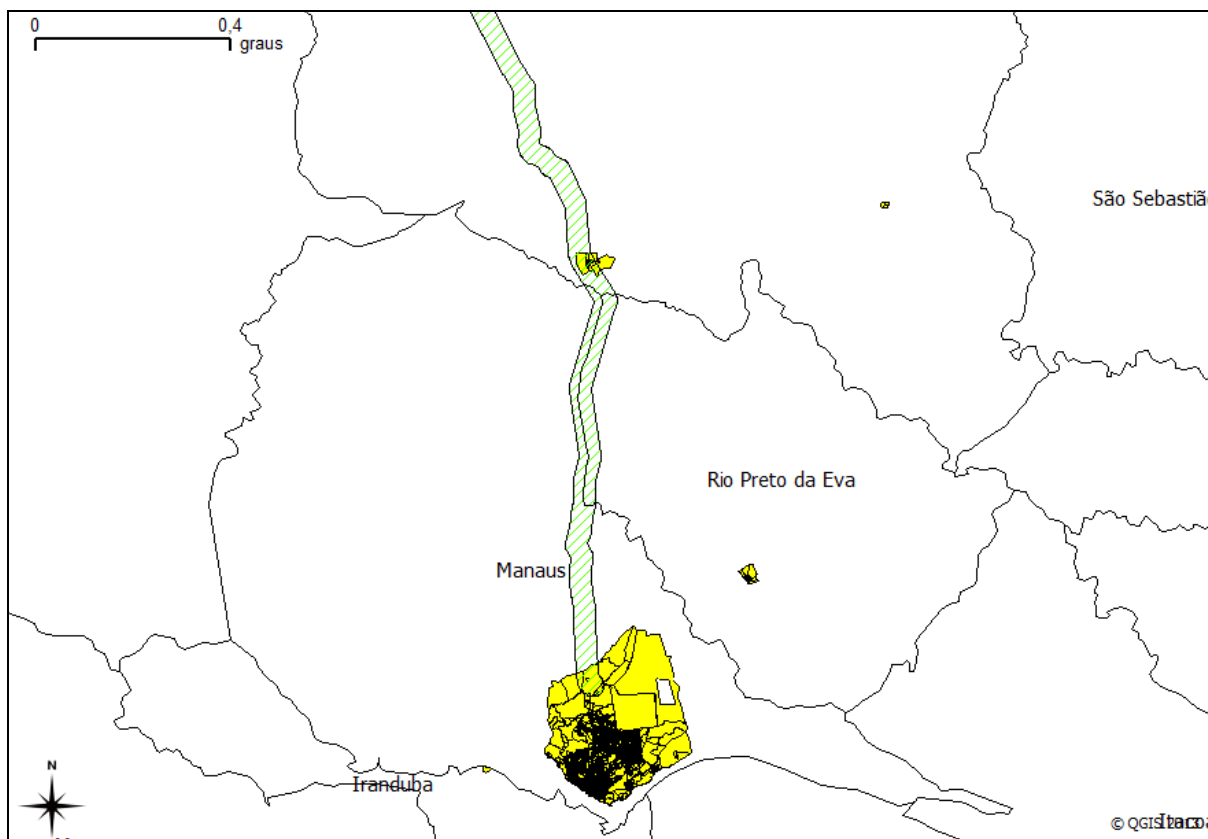 0 0,4
graus
São Sebastião
Rio Preto da Eva
Manaus
Iranduba
N
© QGIS 2013